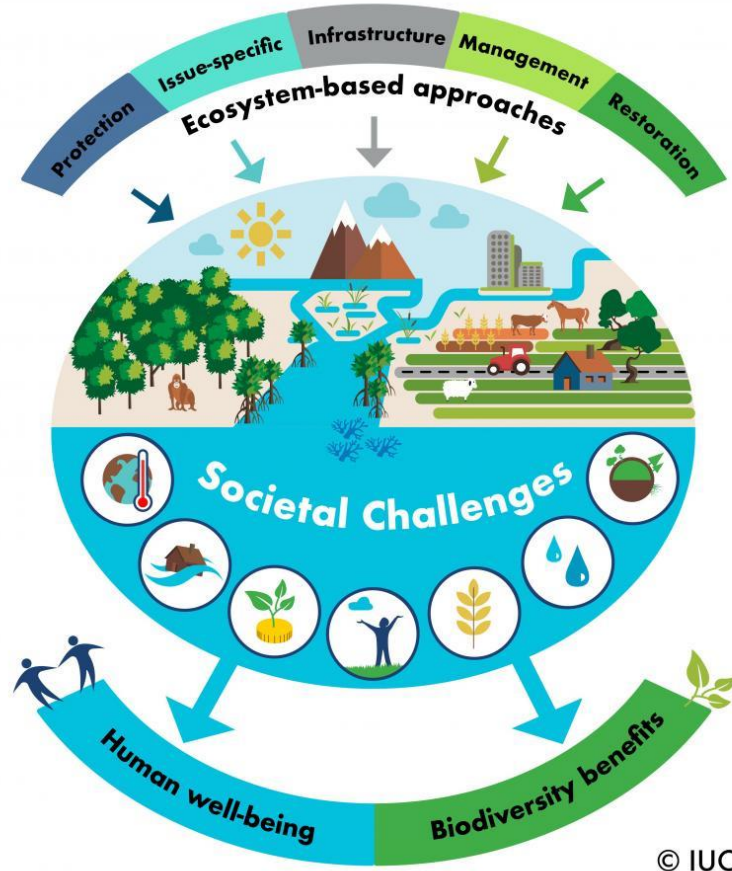 Protection
Issue-specific
Infrastructure
Management
Restoration
Ecosystem-based approaches
Societal Challenges
Human well-being
Biodiversity benefits
© IUC